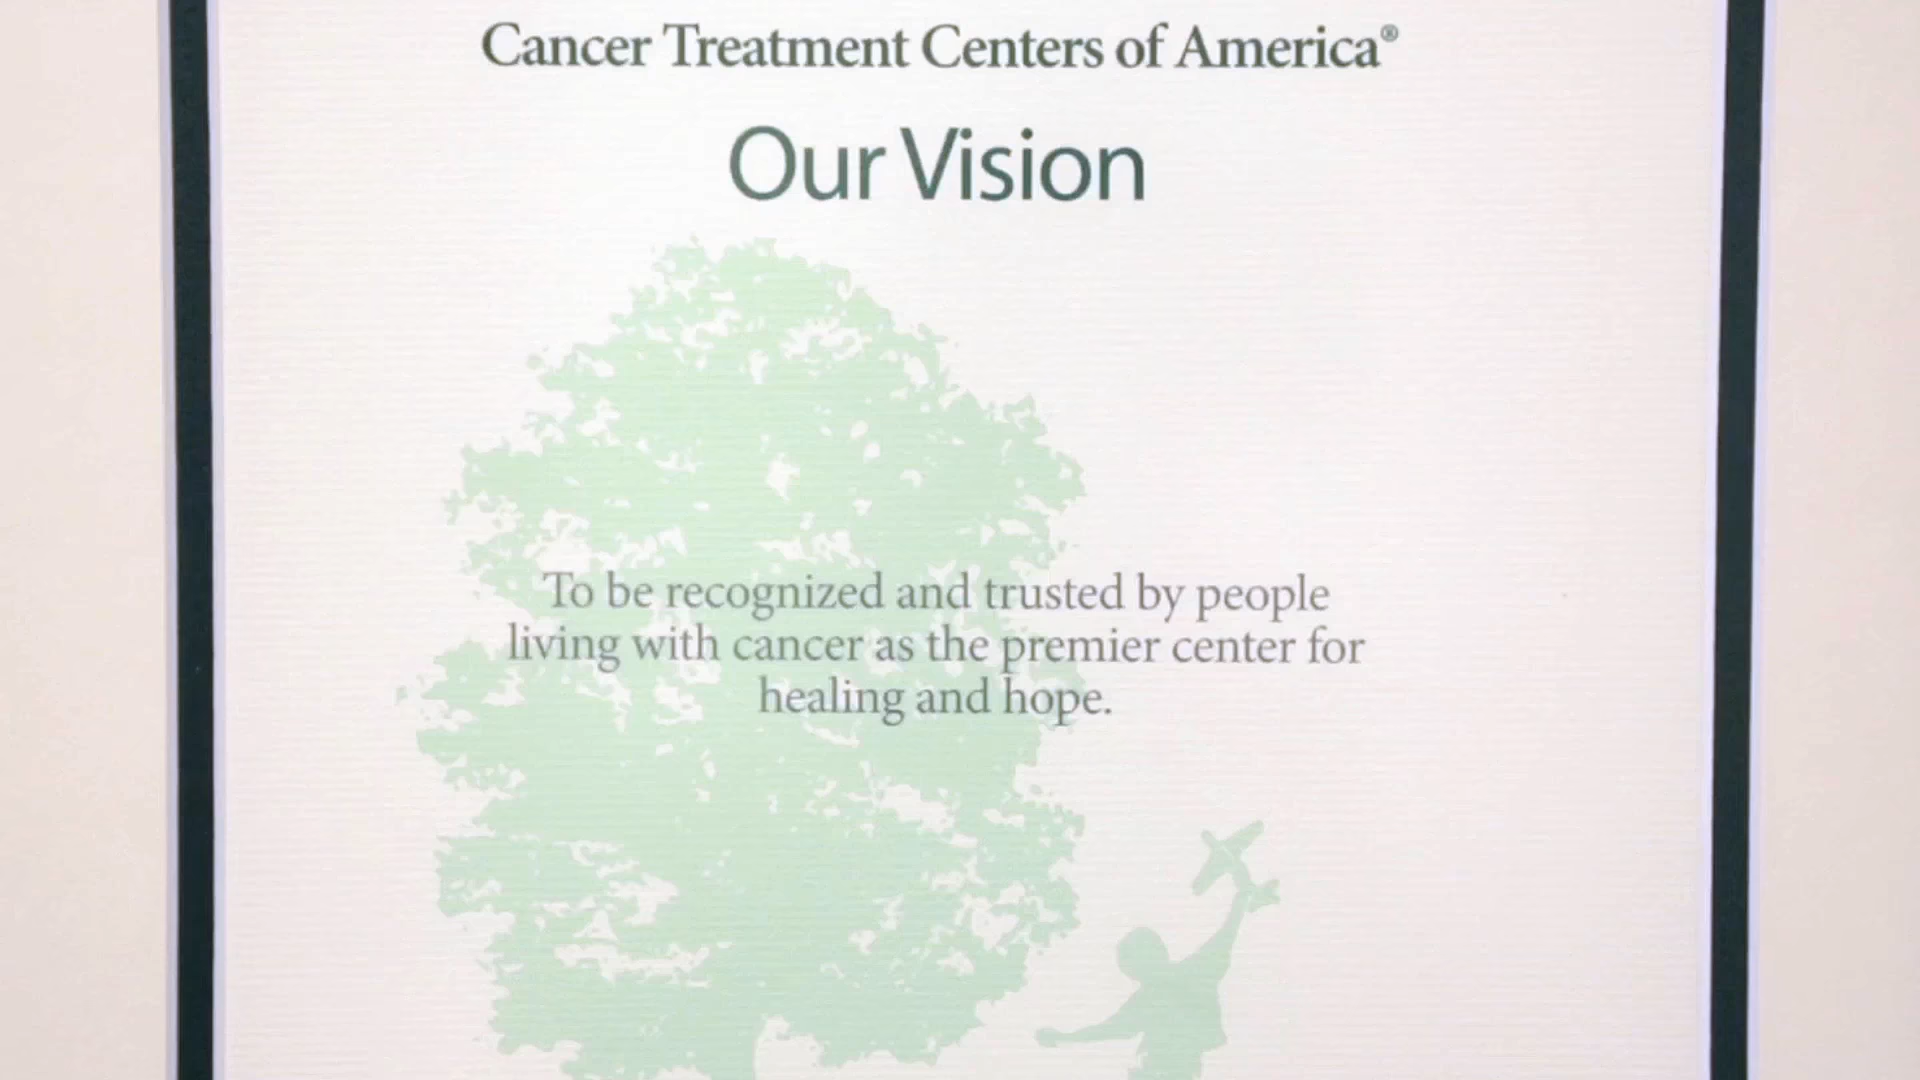 Cancer Treatment Centers of America®
Our Vision
To be recognized and trusted by people
living with cancer as the premier center for
healing and hope.